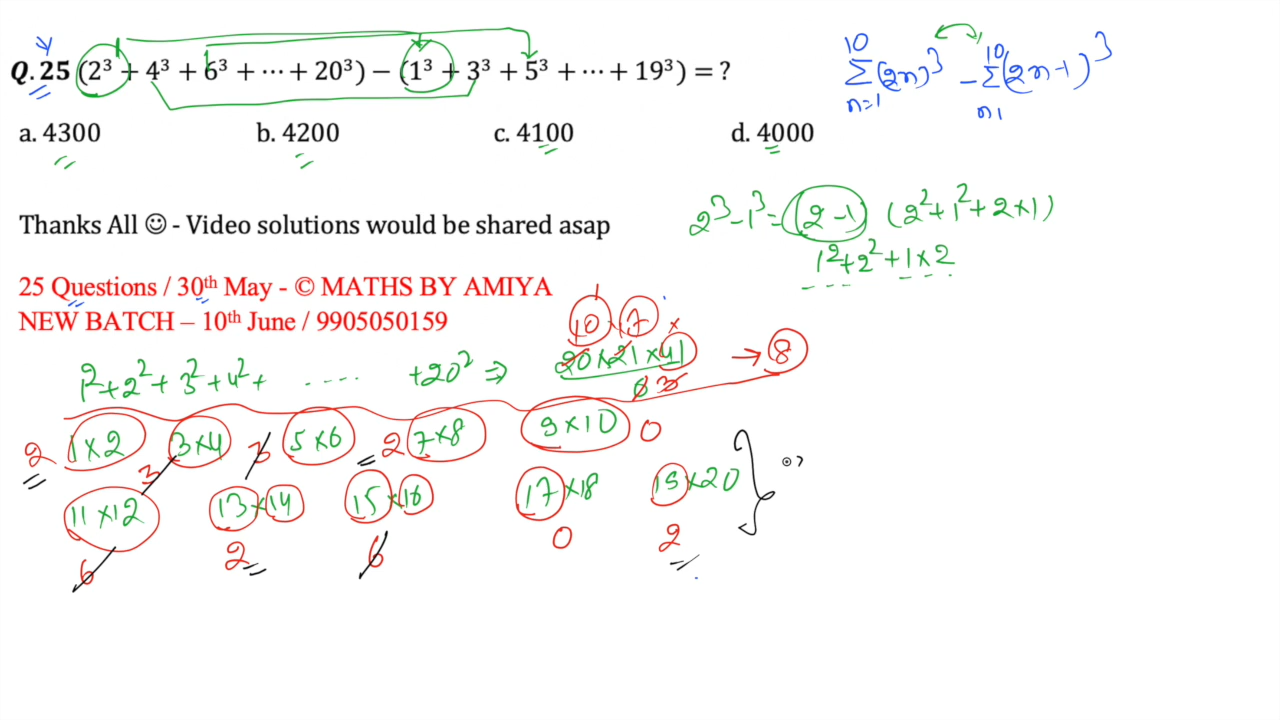 Q.25 (2³ + 4³ + 6³ + ⋯ + 20³) − (1³ + 3³ + 5³ + ⋯ + 19³) = ?
10 Σ n=1 (2n)³ − 10 Σ n1 (2n-1)³
a. 4300 b. 4200 c. 4100 d. 4000
2³-1³= (2-1) (2²+1²+2×1)
Thanks All ☺ - Video solutions would be shared asap
1²+2²+1×2
25 Questions / 30th May - © MATHS BY AMIYA
NEW BATCH – 10th June / 9905050159
10 × 7 ×
1²+2²+3²+4²+ ..... +20² ⇒ 20×21×41 → 8
6 3
2 1×2 3×4 5×6 2 7×8 9×10 0
3 3
11×12 13×14 15×16 17×18 19×20
6 2 6 0 2